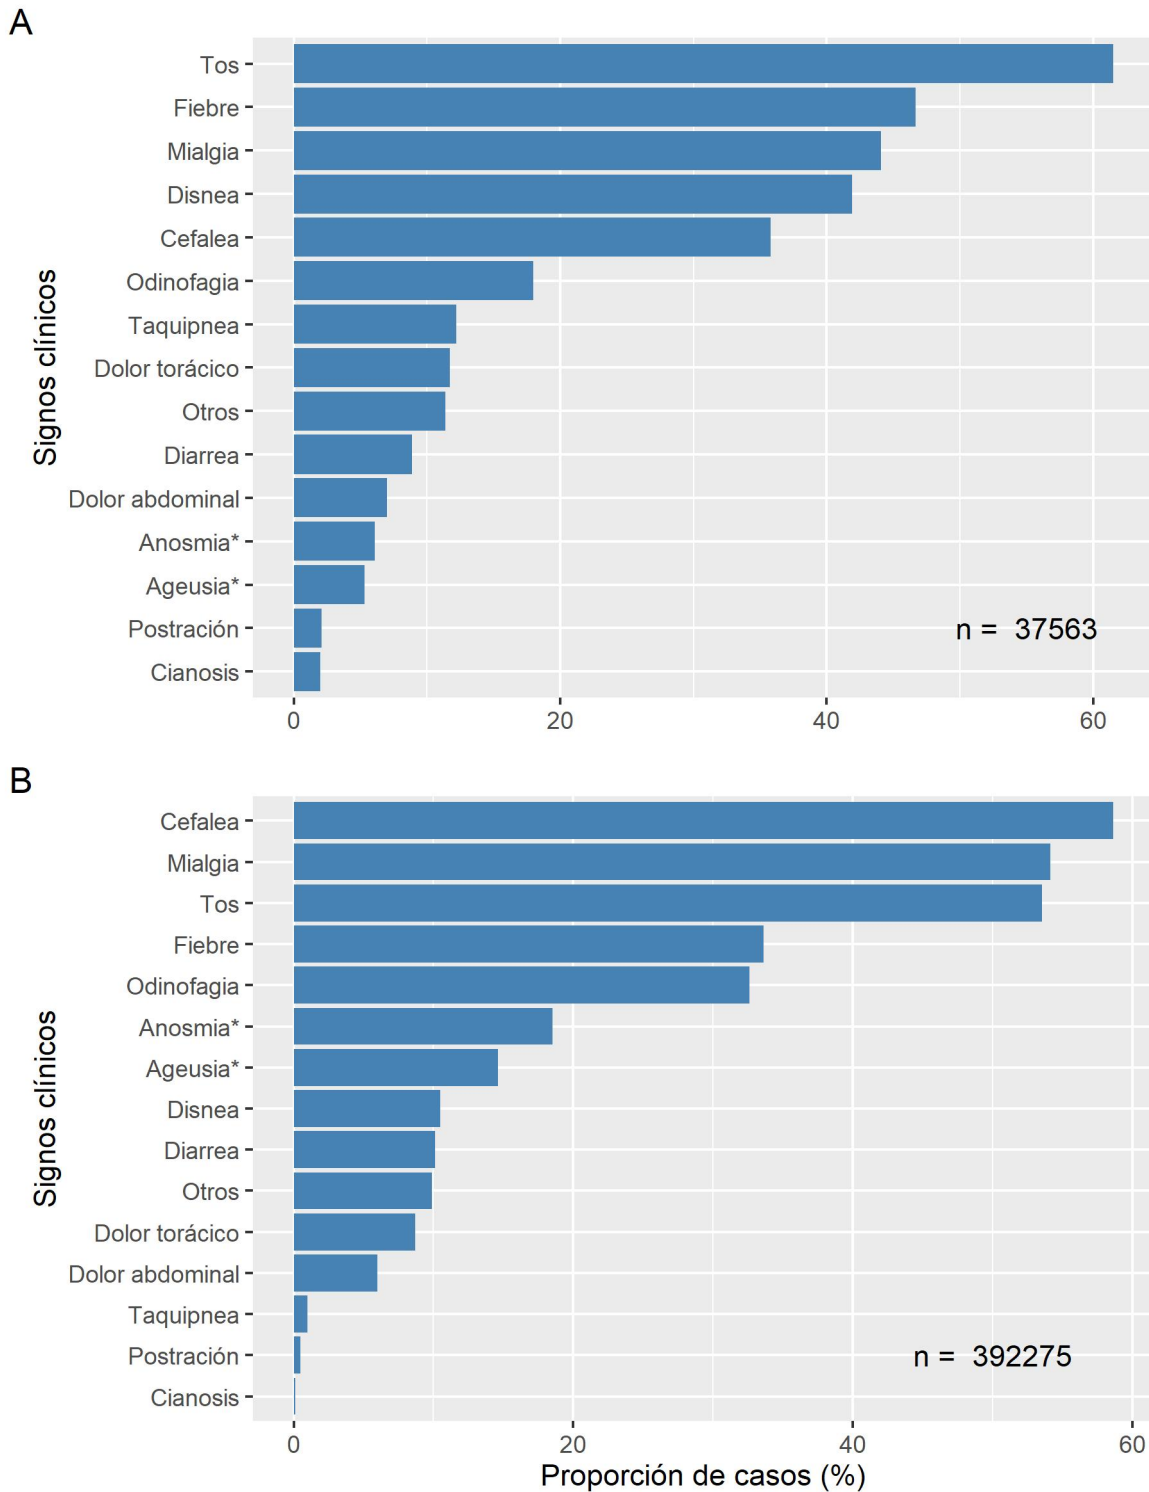 A
Tos
Fiebre
Mialgia
Disnea
Cefalea
Odinofagia
Taquipnea
Dolor torácico
Otros
Diarrea
Dolor abdominal
Anosmia*
Ageusia*
Postración
Cianosis
Signos clínicos
n = 37563
0 20 40 60
B
Cefalea
Mialgia
Tos
Fiebre
Odinofagia
Anosmia*
Ageusia*
Disnea
Diarrea
Otros
Dolor torácico
Dolor abdominal
Taquipnea
Postración
Cianosis
Signos clínicos
n = 392275
0 20 40 60
Proporción de casos (%)